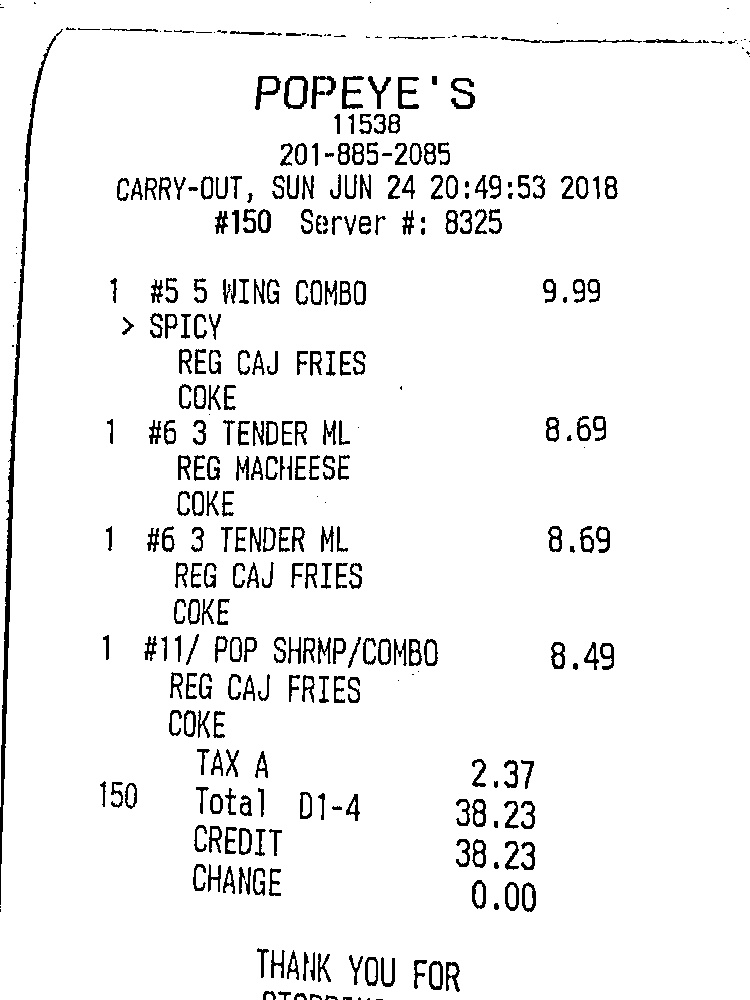 POPEYE'S
11538
201-885-2085
CARRY-OUT, SUN JUN 24 20:49:53 2018
#150 Server #: 8325
1 #5 5 WING COMBO 9.99
> SPICY
REG CAJ FRIES
COKE
1 #6 3 TENDER ML 8.69
REG MACHEESE
COKE
1 #6 3 TENDER ML 8.69
REG CAJ FRIES
COKE
1 #11/ POP SHRMP/COMBO 8.49
REG CAJ FRIES
COKE
TAX A 2.37
150 Total D1-4 38.23
CREDIT 38.23
CHANGE 0.00
THANK YOU FOR